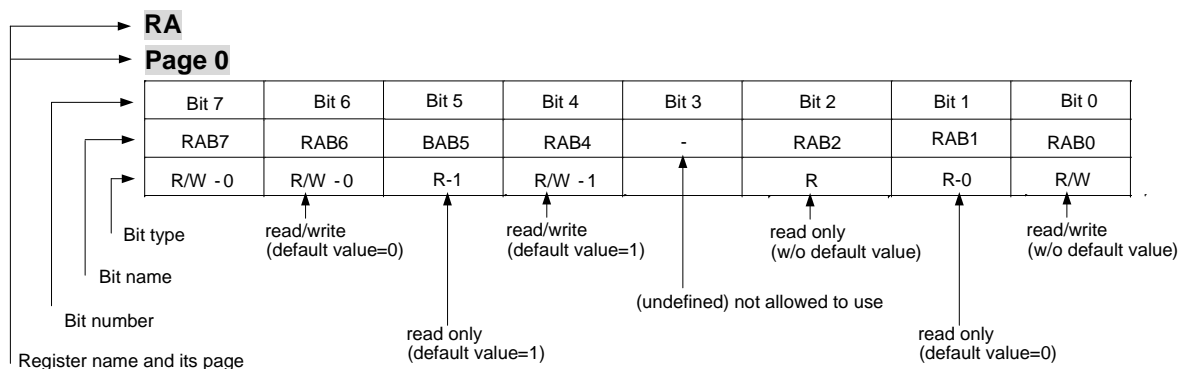 RA
Page 0
Bit 7 Bit 6 Bit 5 Bit 4 Bit 3 Bit 2 Bit 1 Bit 0
RAB7 RAB6 BAB5 RAB4 - RAB2 RAB1 RAB0
R/W -0 R/W -0 R-1 R/W -1 R R-0 R/W
Bit type
read/write
(default value=0)
read/write
(default value=1)
read only
(w/o default value)
read/write
(w/o default value)
Bit name
(undefined) not allowed to use
Bit number
read only
(default value=1)
read only
(default value=0)
Register name and its page